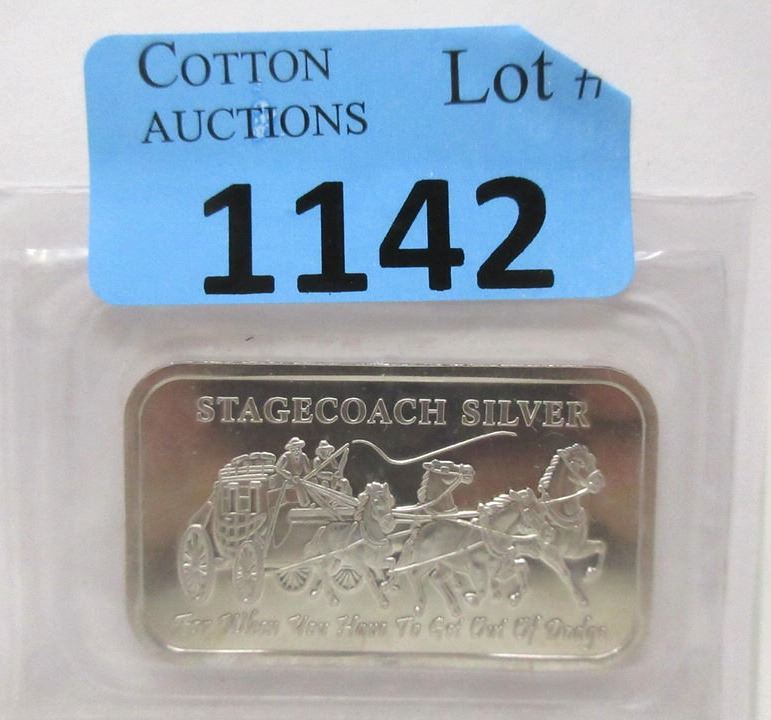 COTTON
AUCTIONS
Lot #
1142
STAGECOACH SILVER
For When You Have To Get Out Of Dodge